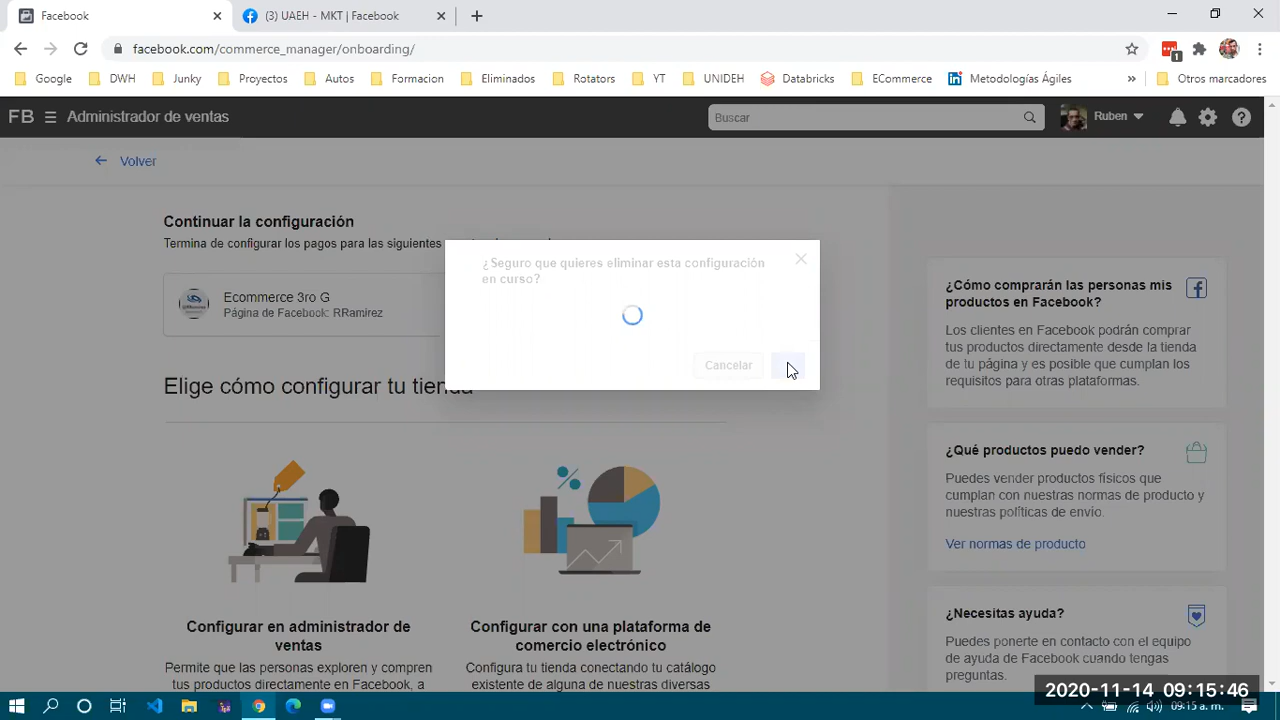 Facebook
(3) UAEH - MKT | Facebook
facebook.com/commerce_manager/onboarding/
1
Google
DWH
Junky
Proyectos
Autos
Formacion
Eliminados
Rotators
YT
UNIDEH
Databricks
ECommerce
Metodologías Ágiles
»
Otros marcadores
FB
Administrador de ventas
Buscar
Ruben
Volver
Continuar la configuración
Termina de configurar los pagos para las siguientes
Ecommerce 3ro G
Página de Facebook: RRamirez
¿Seguro que quieres eliminar esta configuración
en curso?
Cancelar
Elige cómo configurar tu tienda
Configurar en administrador de
ventas
Permite que las personas exploren y compren
tus productos directamente en Facebook, a
Configurar con una plataforma de
comercio electrónico
Configura tu tienda conectando tu catálogo
existente de alguna de nuestras diversas
¿Cómo comprarán las personas mis
productos en Facebook?
Los clientes en Facebook podrán comprar
tus productos directamente desde la tienda
de tu página y es posible que cumplan los
requisitos para otras plataformas.
¿Qué productos puedo vender?
Puedes vender productos físicos que
cumplan con nuestras normas de producto y
nuestras políticas de envío.
Ver normas de producto
¿Necesitas ayuda?
Puedes ponerte en contacto con el equipo
de ayuda de Facebook cuando tengas
preguntas.
2020-11-14 09:15:46
09:15 a. m.